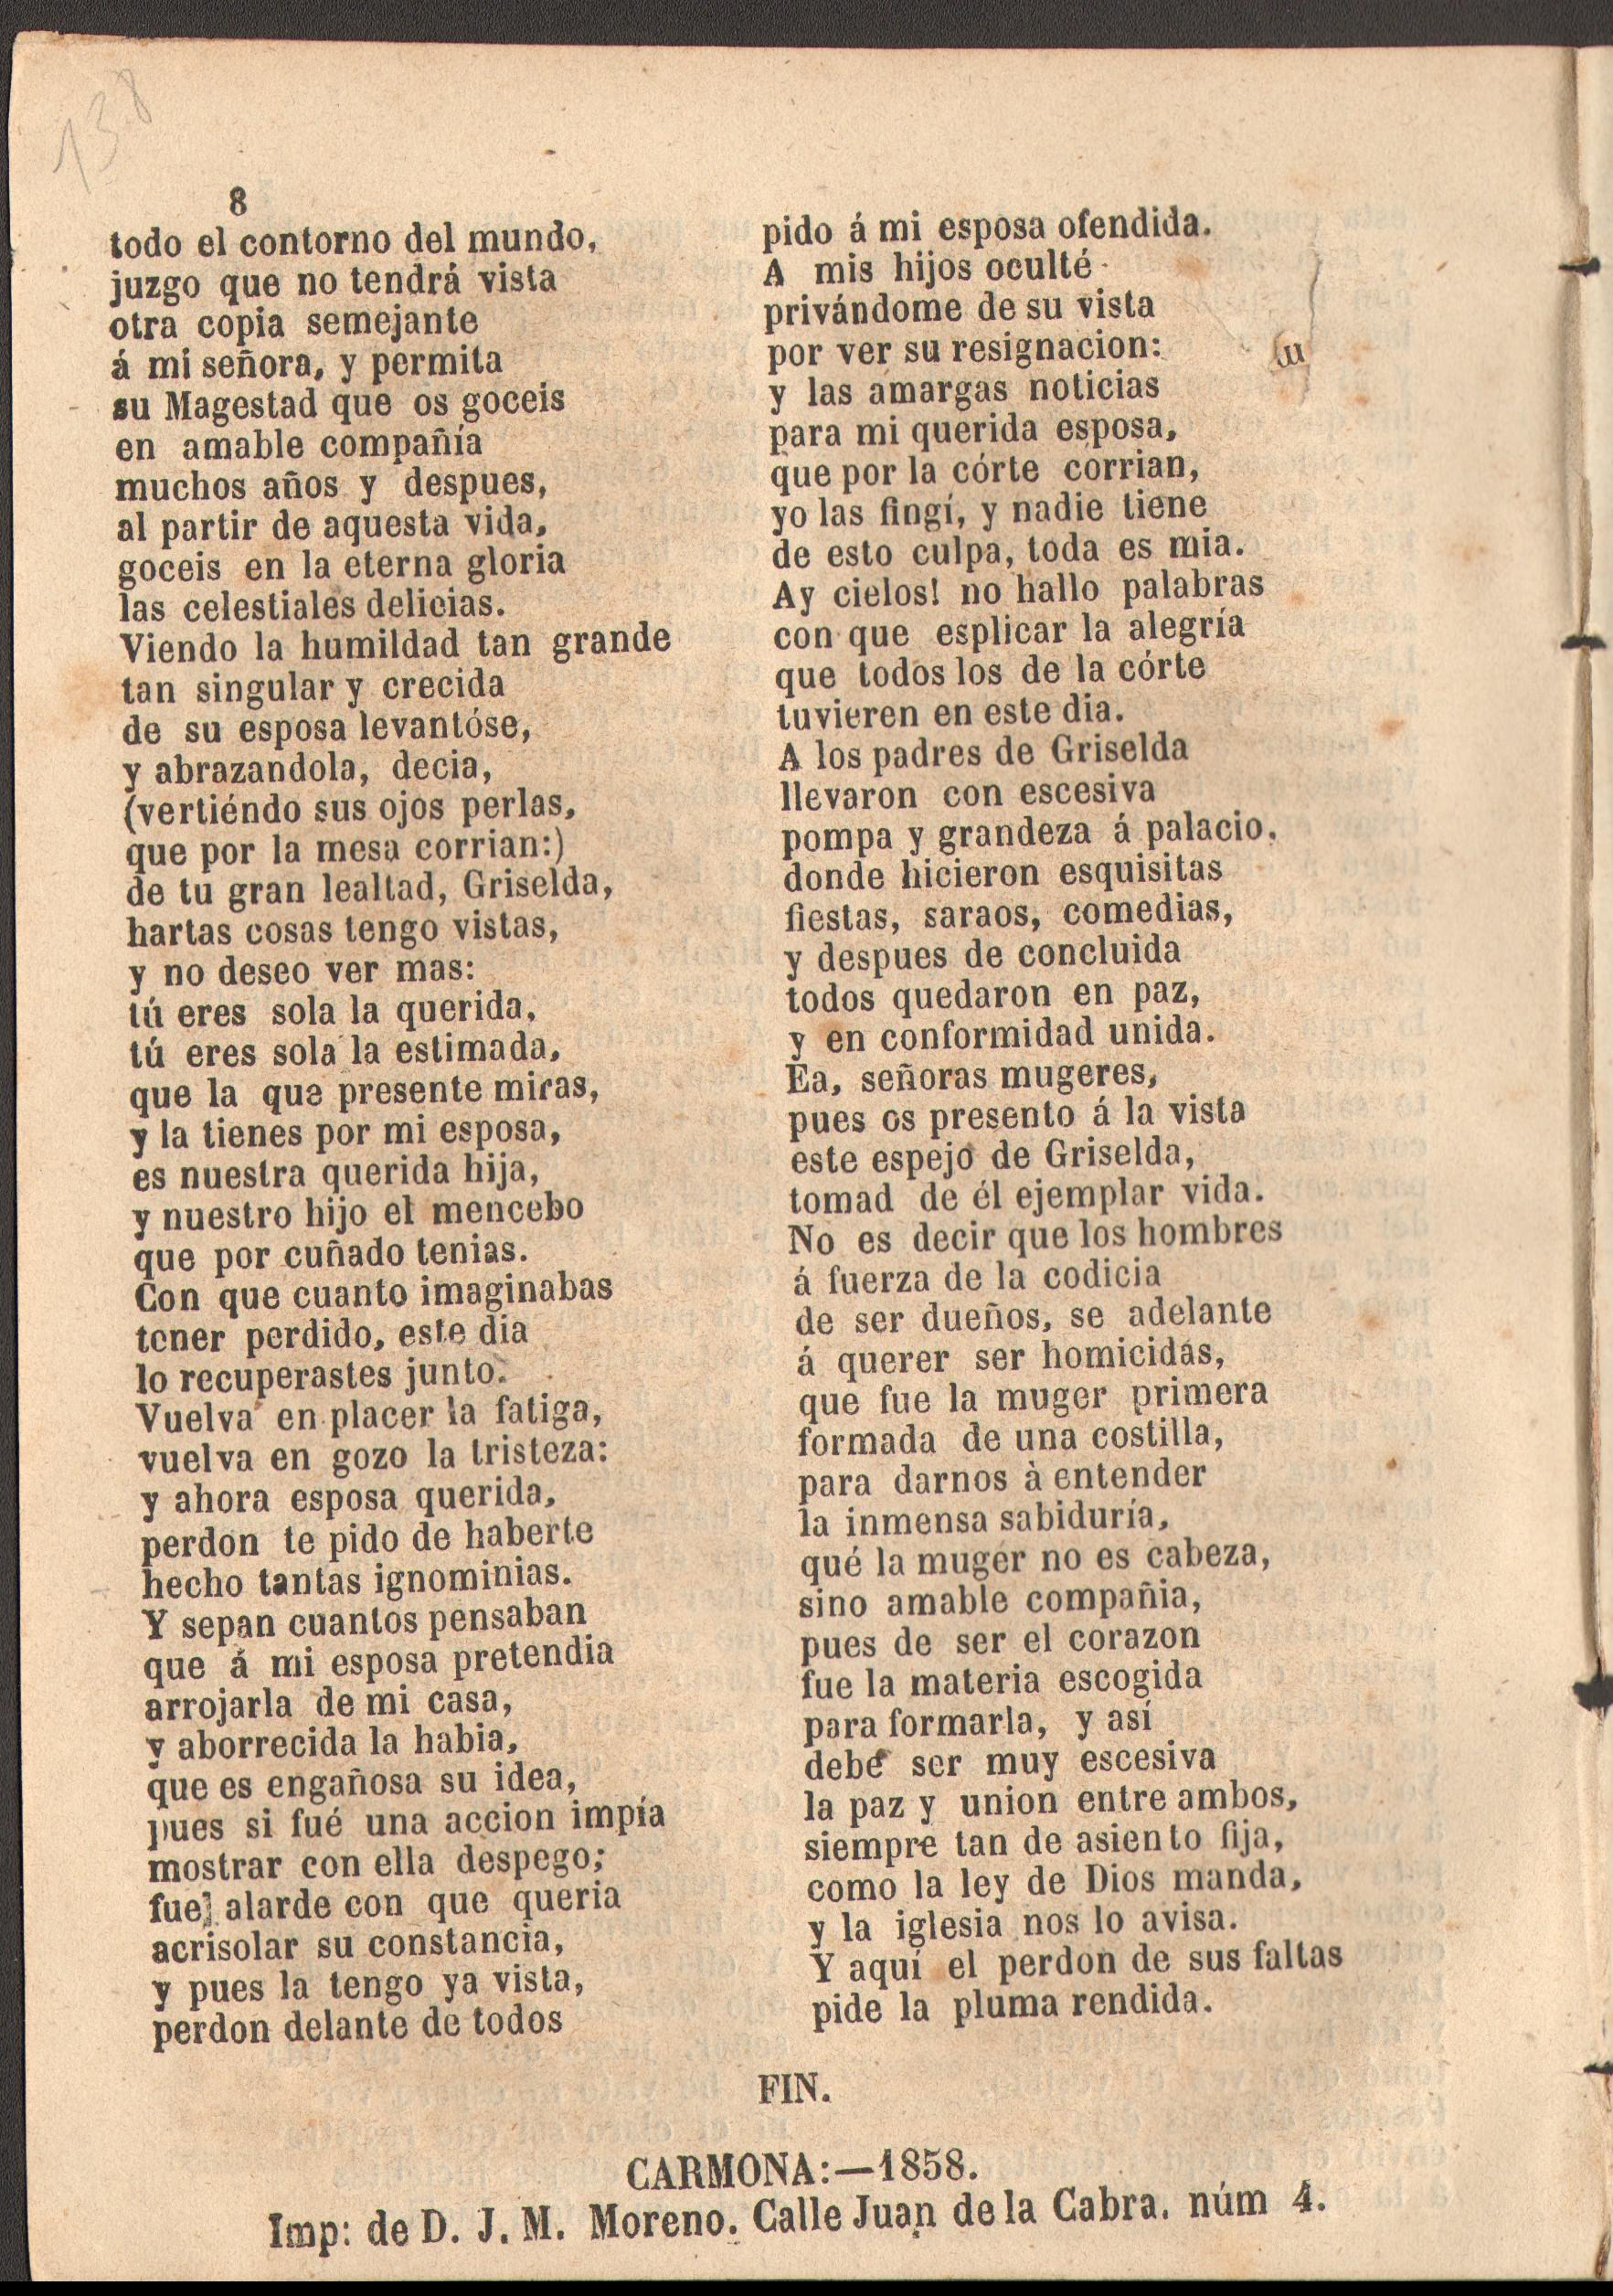 138
8
todo el contorno del mundo,
juzgo que no tendrá vista
otra copia semejante
á mi señora, y permita
su Magestad que os goceis
en amable compañía
muchos años y despues,
al partir de aquesta vida,
goceis en la eterna gloria
las celestiales delicias.
Viendo la humildad tan grande
tan singular y crecida
de su esposa levantóse,
y abrazandola, decia,
(vertiéndo sus ojos perlas,
que por la mesa corrian:)
de tu gran lealtad, Griselda,
hartas cosas tengo vistas,
y no deseo ver mas:
tú eres sola la querida,
tú eres sola la estimada,
que la que presente miras,
y la tienes por mi esposa,
es nuestra querida hija,
y nuestro hijo el mencebo
que por cuñado tenias.
Con que cuanto imaginabas
tener perdido, este dia
lo recuperastes junto.
Vuelva en placer la fatiga,
vuelva en gozo la tristeza:
y ahora esposa querida,
perdon te pido de haberte
hecho tantas ignominias.
Y sepan cuantos pensaban
que á mi esposa pretendia
arrojarla de mi casa,
y aborrecida la habia,
que es engañosa su idea,
pues si fué una accion impía
mostrar con ella despego;
fue] alarde con que queria
acrisolar su constancia,
y pues la tengo ya vista,
perdon delante de todos
pido á mi esposa ofendida.
A mis hijos oculté
privándome de su vista
por ver su resignacion:
y las amargas noticias
para mi querida esposa,
que por la córte corrian,
yo las fingí, y nadie tiene
de esto culpa, toda es mia.
Ay cielos! no hallo palabras
con que esplicar la alegría
que todos los de la córte
tuvieren en este dia.
A los padres de Griselda
llevaron con escesiva
pompa y grandeza á palacio,
donde hicieron esquisitas
fiestas, saraos, comedias,
y despues de concluida
todos quedaron en paz,
y en conformidad unida.
Ea, señoras mugeres,
pues os presento á la vista
este espejo de Griselda,
tomad de él ejemplar vida.
No es decir que los hombres
á fuerza de la codicia
de ser dueños, se adelante
á querer ser homicidas,
que fue la muger primera
formada de una costilla,
para darnos à entender
la inmensa sabiduría,
qué la muger no es cabeza,
sino amable compañia,
pues de ser el corazon
fue la materia escogida
para formarla, y así
debe ser muy escesiva
la paz y union entre ambos,
siempre tan de asiento fija,
como la ley de Dios manda,
y la iglesia nos lo avisa.
Y aquí el perdon de sus faltas
pide la pluma rendida.
FIN.
CARMONA:—1858.
Imp: de D. J. M. Moreno. Calle Juan de la Cabra. núm 4.